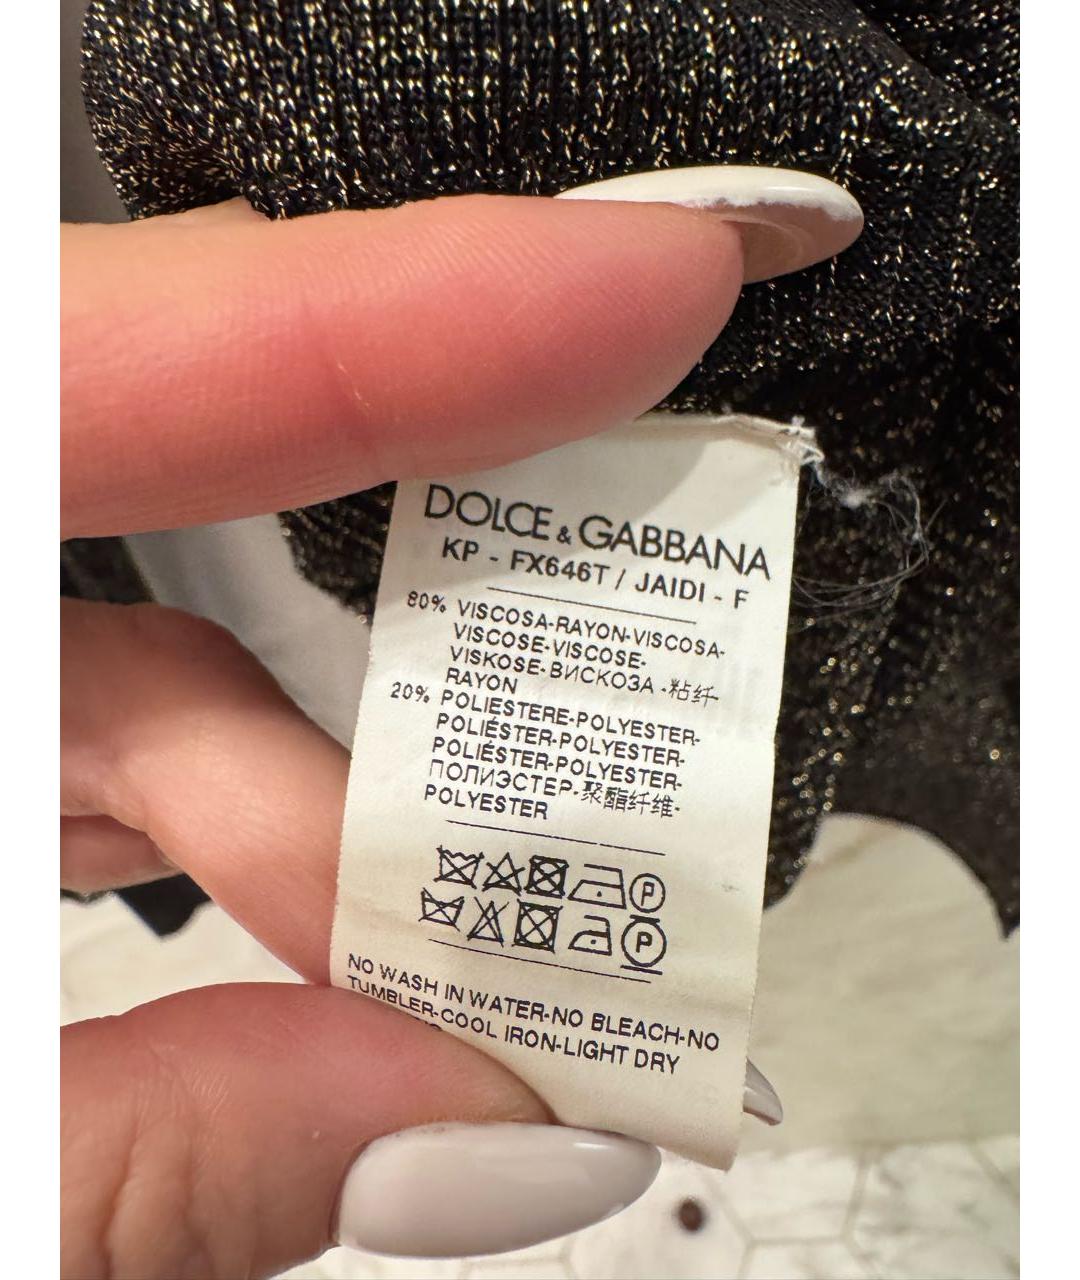 DOLCE & GABBANA
KP - FX646T / JAIDI - F
80% VISCOSA-RAYON-VISCOSA-
VISCOSE-VISCOSE-
VISKOSE-ВИСКОЗА-粘纤-
RAYON
20% POLIESTERE-POLYESTER-
POLIÉSTER-POLYESTER-
POLIÉSTER-POLYESTER-
ПОЛИЭСТЕР-聚酯纤维-
POLYESTER
P
P
NO WASH IN WATER-NO BLEACH-NO
TUMBLER-COOL IRON-LIGHT DRY